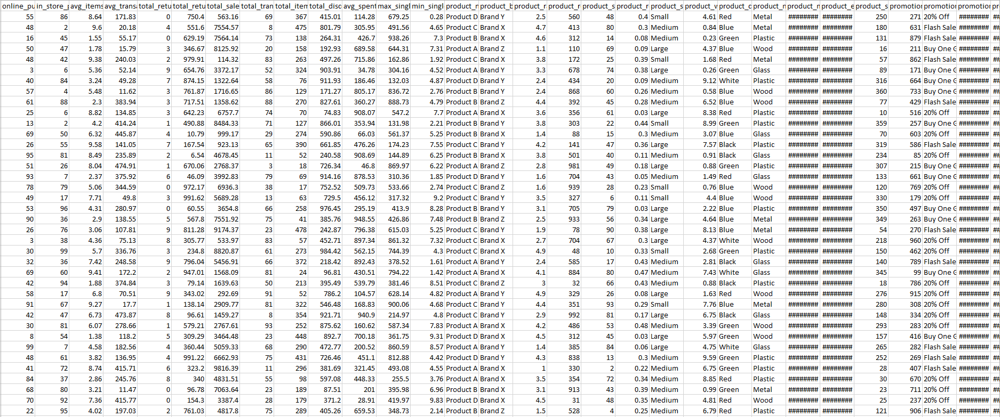 online_pu in_store_p avg_items avg_trans total_retu total_retu total_sale total_tran total_iten total_disc avg_spent max_singl min_singl product_n product_b product_r product_r product_s product_r product_s product_w product_c product_n product_n product_e product_s promotion promotion promotion pr
55 86 8.64 171.83 0 750.4 563.16 69 367 415.01 114.28 679.25 0.28 Product D Brand Y 2.5 560 48 0.4 Small 4.61 Red Metal ######## ######## 250 271 20% Off ######## ##
48 2 9.6 20.18 4 551.6 7554.57 8 475 801.79 305.95 491.56 4.65 Product C Brand X 4.7 413 80 0.3 Medium 0.84 Blue Metal ######## ######## 180 631 Flash Sale ######## ##
16 45 1.55 55.17 0 629.19 7564.14 73 138 264.31 426.7 938.26 7.3 Product B Brand X 4.6 312 14 0.08 Medium 0.23 Green Plastic ######## ######## 131 879 Flash Sale ######## ##
50 47 1.78 15.79 3 346.67 8125.92 20 158 192.93 689.58 644.31 7.31 Product A Brand Z 1.1 110 69 0.09 Large 4.37 Blue Wood ######## ######## 16 211 Buy One G ######## ##
48 42 9.38 240.03 2 979.91 114.32 83 263 497.26 715.86 162.86 1.92 Product C Brand X 3.8 172 25 0.39 Small 1.68 Red Metal ######## ######## 57 862 Flash Sale ######## ##
3 6 5.36 52.14 9 654.76 3372.17 52 324 903.91 34.78 304.16 4.52 Product A Brand Y 3.3 678 74 0.38 Large 0.26 Green Glass ######## ######## 89 171 Buy One G ######## ##
40 84 3.24 49.28 7 874.15 1322.64 58 76 911.93 186.46 132.03 4.87 Product D Brand Y 2.4 434 20 0.09 Medium 9.12 White Plastic ######## ######## 316 664 Buy One G ######## ##
57 4 5.48 11.62 3 761.87 1716.65 86 129 171.27 805.17 836.72 2.76 Product B Brand Y 2.4 868 60 0.26 Medium 0.58 Blue Wood ######## ######## 360 733 Buy One G ######## ##
61 88 2.3 383.94 3 717.51 1358.62 88 270 827.61 360.27 888.73 4.79 Product B Brand Z 4.4 392 45 0.28 Medium 6.52 Blue Wood ######## ######## 77 429 Flash Sale ######## ##
25 6 8.82 134.85 3 642.23 6757.7 74 70 74.83 908.07 547.2 7.7 Product A Brand X 3.6 356 61 0.03 Large 8.38 Red Plastic ######## ######## 10 516 20% Off ######## ##
13 2 4.2 414.24 1 490.88 8484.33 71 127 866.01 353.94 131.98 2.21 Product B Brand Y 3.8 303 22 0.44 Small 8.99 Green Plastic ######## ######## 359 257 Buy One G ######## ##
69 50 6.32 445.87 4 10.79 999.17 29 274 590.86 66.03 561.37 5.25 Product B Brand X 1.4 88 15 0.3 Medium 3.07 Blue Glass ######## ######## 70 603 20% Off ######## ##
26 55 9.58 141.05 7 167.54 923.13 65 390 661.85 476.26 174.23 7.55 Product C Brand Y 4.2 141 47 0.36 Large 7.57 Black Plastic ######## ######## 319 586 Flash Sale ######## ##
95 81 8.49 235.89 2 6.54 4678.45 11 52 240.58 908.69 144.89 6.25 Product B Brand X 3.8 501 40 0.11 Medium 0.91 Black Glass ######## ######## 234 85 20% Off ######## ##
51 26 8.04 474.91 1 670.06 2768.37 3 18 726.34 46.8 869.97 6.22 Product A Brand Z 2.8 981 49 0.18 Large 0.88 Green Plastic ######## ######## 307 215 Buy One G ######## ##
93 7 2.37 375.92 6 46.09 3992.83 79 69 914.16 878.53 310.36 1.85 Product D Brand Y 1.6 704 43 0.05 Medium 1.49 Red Glass ######## ######## 133 661 Buy One G ######## ##
78 79 5.06 344.59 0 972.17 6936.3 38 17 752.52 509.73 533.66 2.74 Product C Brand Z 1.6 939 28 0.23 Small 0.76 Blue Wood ######## ######## 120 769 20% Off ######## ##
49 17 7.71 49.8 3 991.62 5689.28 13 63 729.5 456.12 317.32 9.2 Product C Brand Y 3.5 327 6 0.11 Small 4.4 Blue Wood ######## ######## 330 179 20% Off ######## ##
53 96 4.31 280.97 0 60.55 3654.8 66 258 976.45 295.19 413.9 8.28 Product B Brand Y 3.1 705 79 0.03 Large 2.22 Blue Plastic ######## ######## 350 497 Buy One G ######## ##
90 36 2.9 138.55 5 567.8 7551.92 75 41 385.76 948.55 426.86 7.48 Product B Brand Z 2.5 933 56 0.34 Large 4.64 Blue Metal ######## ######## 349 263 Buy One G ######## ##
26 76 3.06 107.81 9 811.28 9174.37 23 478 242.87 796.38 615.03 5.25 Product C Brand Y 1.9 78 90 0.38 Large 8.13 Blue Metal ######## ######## 54 270 Flash Sale ######## ##
3 38 4.36 75.13 8 305.77 533.97 83 57 452.71 897.34 861.32 7.32 Product C Brand X 2.7 704 67 0.3 Large 4.37 White Wood ######## ######## 218 960 20% Off ######## ##
30 99 5.7 336.76 3 234.8 8820.87 61 273 984.42 562.15 744.39 4.3 Product C Brand X 4.9 48 10 0.33 Small 2.68 Green Plastic ######## ######## 150 462 20% Off ######## ##
32 36 7.42 248.58 9 796.04 5456.91 66 372 218.42 892.43 378.52 1.61 Product A Brand Y 2.4 585 17 0.43 Medium 2.81 Black Glass ######## ######## 140 789 Flash Sale ######## ##
69 60 9.41 172.2 2 947.01 1568.09 81 24 96.81 430.51 794.22 1.42 Product A Brand X 4.1 884 80 0.47 Medium 7.43 White Glass ######## ######## 345 99 Buy One G ######## ##
42 94 1.88 374.84 3 79.14 1639.63 50 213 395.49 539.79 381.46 8.51 Product C Brand Z 3 32 66 0.43 Medium 0.88 Black Plastic ######## ######## 18 786 20% Off ######## ##
58 17 6.8 70.51 9 343.02 292.69 91 52 786.2 104.57 628.14 4.82 Product A Brand Y 4.9 329 26 0.08 Large 1.63 Red Wood ######## ######## 276 915 20% Off ######## ##
91 67 9.27 17.7 1 138.14 2909.77 81 322 546.48 168.83 900.06 4.68 Product C Brand Y 4.4 351 93 0.29 Small 7.76 Blue Metal ######## ######## 280 308 20% Off ######## ##
42 47 6.73 473.87 8 96.61 1459.27 8 354 921.71 940.9 214.97 4.8 Product C Brand Y 2.9 992 81 0.17 Large 6.75 Black Glass ######## ######## 148 334 20% Off ######## ##
30 81 6.07 278.66 1 579.21 2767.61 93 252 875.62 160.62 587.34 7.83 Product A Brand X 4.2 486 53 0.48 Medium 3.39 Green Wood ######## ######## 293 283 20% Off ######## ##
8 54 1.38 118.2 5 309.29 3464.48 23 448 892.7 700.18 361.75 9.31 Product D Brand X 4.5 312 45 0.03 Large 5.97 Green Wood ######## ######## 157 416 Buy One G ######## ##
99 7 4.58 182.56 4 360.44 5059.33 68 290 472.77 200.52 860.59 8.57 Product A Brand Y 1.4 385 84 0.06 Large 4.75 White Glass ######## ######## 265 282 Flash Sale ######## ##
48 61 3.82 136.95 4 991.22 6662.93 75 431 726.46 451.1 812.88 4.42 Product D Brand Y 4.3 838 13 0.3 Medium 9.59 Green Plastic ######## ######## 252 269 Flash Sale ######## ##
41 72 8.74 415.71 6 323.2 9816.39 11 296 381.69 321.45 493.08 4.55 Product A Brand X 1 330 2 0.22 Medium 6.75 Green Plastic ######## ######## 28 407 Flash Sale ######## ##
84 37 2.86 245.76 8 340 4831.51 55 98 597.08 448.33 255.5 3.76 Product A Brand X 3.5 354 72 0.34 Medium 8.85 Red Plastic ######## ######## 30 670 20% Off ######## ##
68 80 3.21 11.47 0 96.78 7063.64 23 189 87.51 201 395.98 6.96 Product B Brand X 3.1 913 43 0.39 Medium 0.99 Green Metal ######## ######## 23 711 20% Off ######## ##
70 92 7.36 415.77 0 154.3 3387.4 28 179 371.2 28.91 419.97 9.83 Product D Brand X 4.5 31 48 0.35 Medium 4.81 Red Wood ######## ######## 25 237 20% Off ######## ##
22 95 4.02 197.03 2 761.03 4817.8 75 289 405.26 659.53 348.73 2.14 Product B Brand Z 1.5 528 4 0.25 Medium 6.79 Red Plastic ######## ######## 121 906 Flash Sale ######## ##